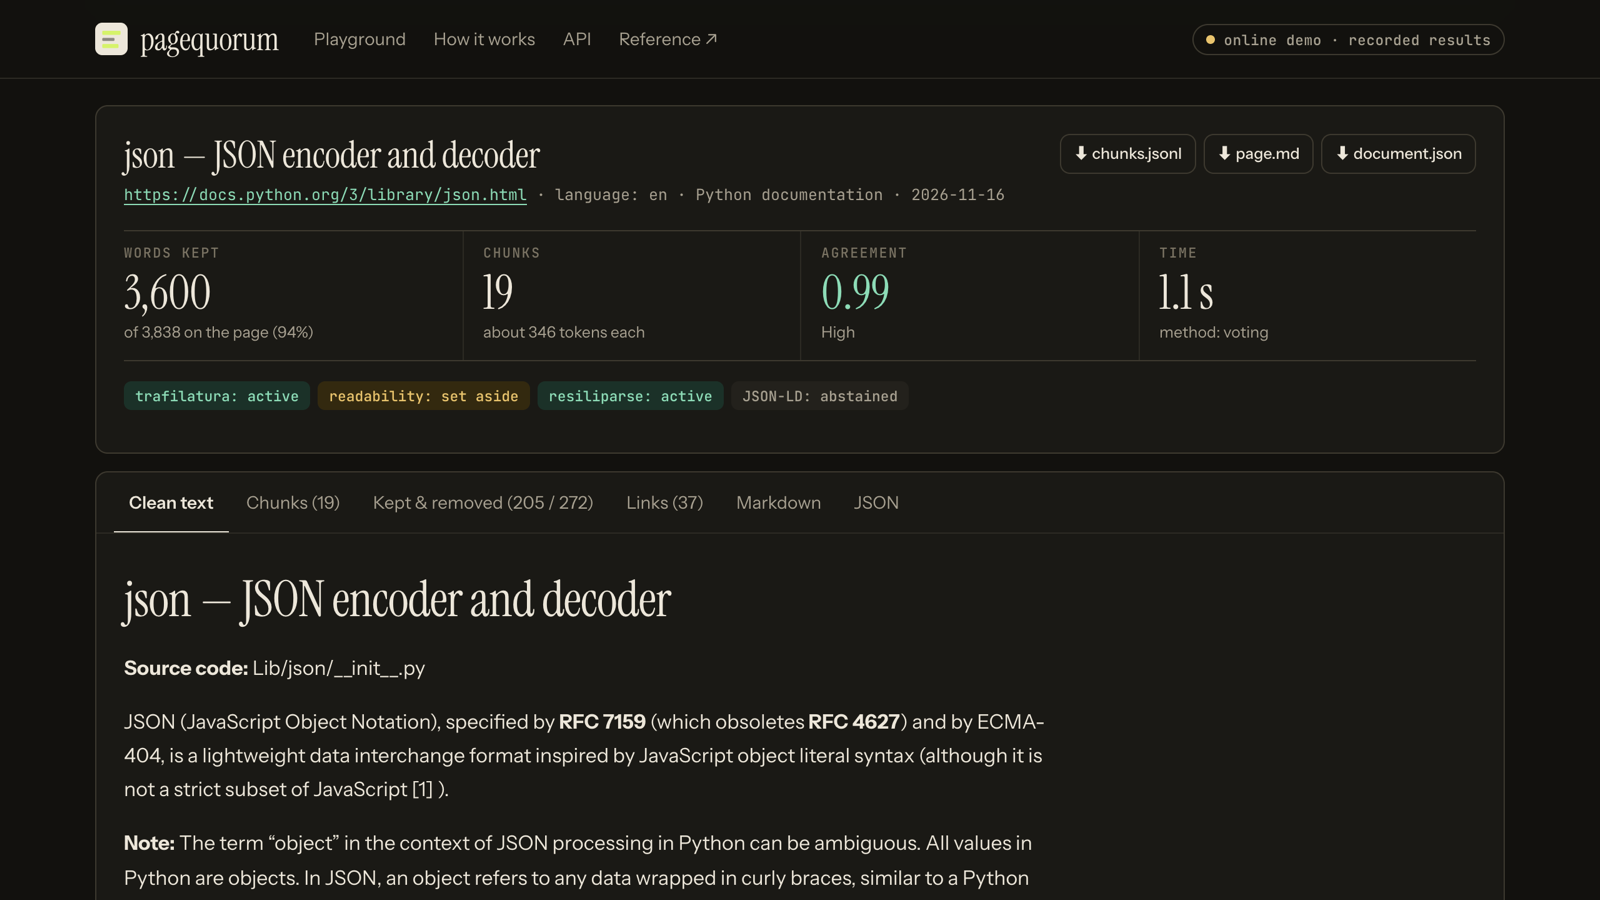 pagequorum
Playground
How it works
API
Reference ↗
online demo · recorded results
json — JSON encoder and decoder
chunks.jsonl
page.md
document.json
https://docs.python.org/3/library/json.html · language: en · Python documentation · 2026-11-16
WORDS KEPT
3,600
of 3,838 on the page (94%)
CHUNKS
19
about 346 tokens each
AGREEMENT
0.99
High
TIME
1.1 s
method: voting
trafilatura: active
readability: set aside
resiliparse: active
JSON-LD: abstained
Clean text
Chunks (19)
Kept & removed (205 / 272)
Links (37)
Markdown
JSON
json — JSON encoder and decoder
Source code: Lib/json/__init__.py
JSON (JavaScript Object Notation), specified by RFC 7159 (which obsoletes RFC 4627) and by ECMA-
404, is a lightweight data interchange format inspired by JavaScript object literal syntax (although it is
not a strict subset of JavaScript [1] ).
Note: The term “object” in the context of JSON processing in Python can be ambiguous. All values in
Python are objects. In JSON, an object refers to any data wrapped in curly braces, similar to a Python